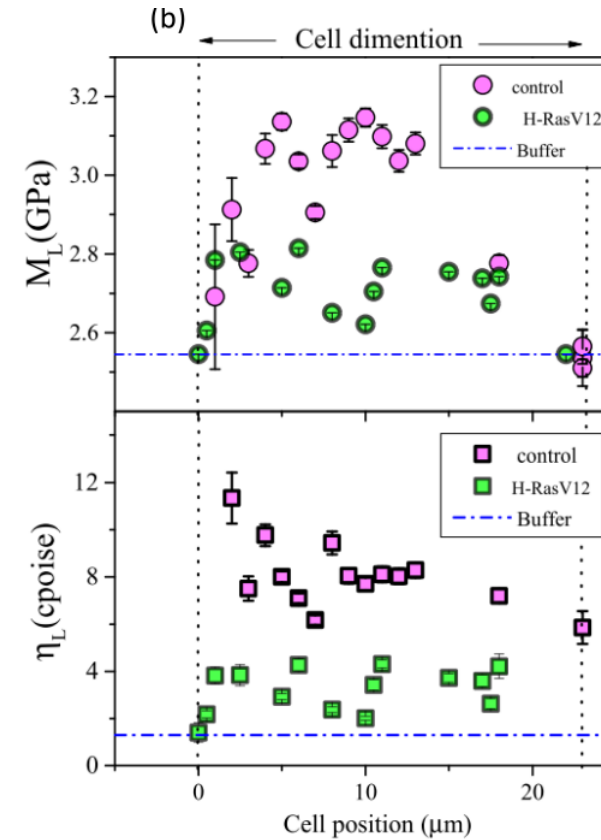 (b)
Cell dimention
M_L(GPa)
3.2
3.0
2.8
2.6
control
H-RasV12
Buffer
η_L(cpoise)
12
8
4
0
control
H-RasV12
Buffer
0 10 20
Cell position (μm)